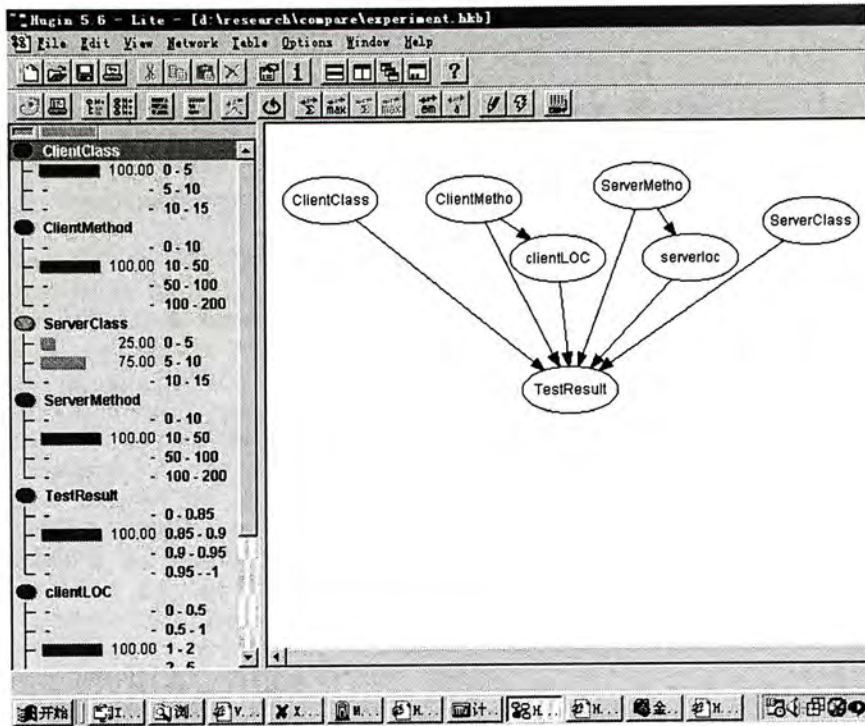 Hugin 5.6 - Lite - [d:\research\compare\experiment.hkb]
File Edit View Network Table Options Window Help
ClientClass
100.00 0 - 5
- 5 - 10
- 10 - 15
ClientMethod
- 0 - 10
100.00 10 - 50
- 50 - 100
- 100 - 200
ServerClass
25.00 0 - 5
75.00 5 - 10
- 10 - 15
ServerMethod
- 0 - 10
100.00 10 - 50
- 50 - 100
- 100 - 200
TestResult
- 0 - 0.85
100.00 0.85 - 0.9
- 0.9 - 0.95
- 0.95 - -1
clientLOC
- 0 - 0.5
- 0.5 - 1
100.00 1 - 2
2 - 5
ClientClass
ClientMetho
ServerMetho
ServerClass
clientLOC
serverloc
TestResult
开始 I... 浏... V... X... M... H... 计... H... H... 金... H...